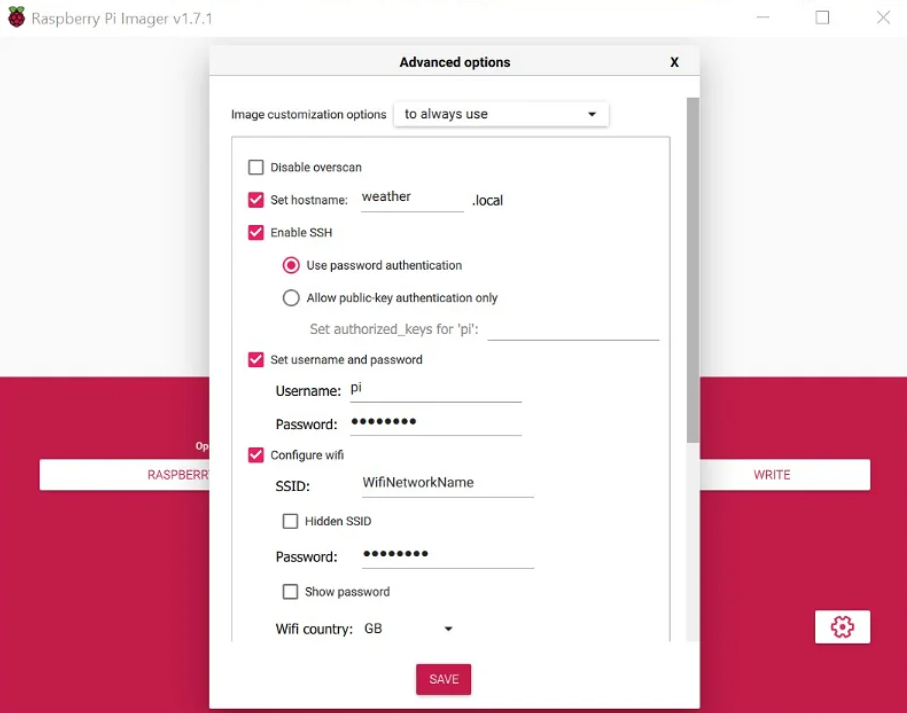 Raspberry Pi Imager v1.7.1
Advanced options X
Image customization options to always use
Disable overscan
Set hostname: weather .local
Enable SSH
Use password authentication
Allow public-key authentication only
Set authorized_keys for 'pi':
Set username and password
Username: pi
Password: ••••••••
Configure wifi
SSID: WifiNetworkName
Hidden SSID
Password: ••••••••
Show password
Wifi country: GB
WRITE
SAVE